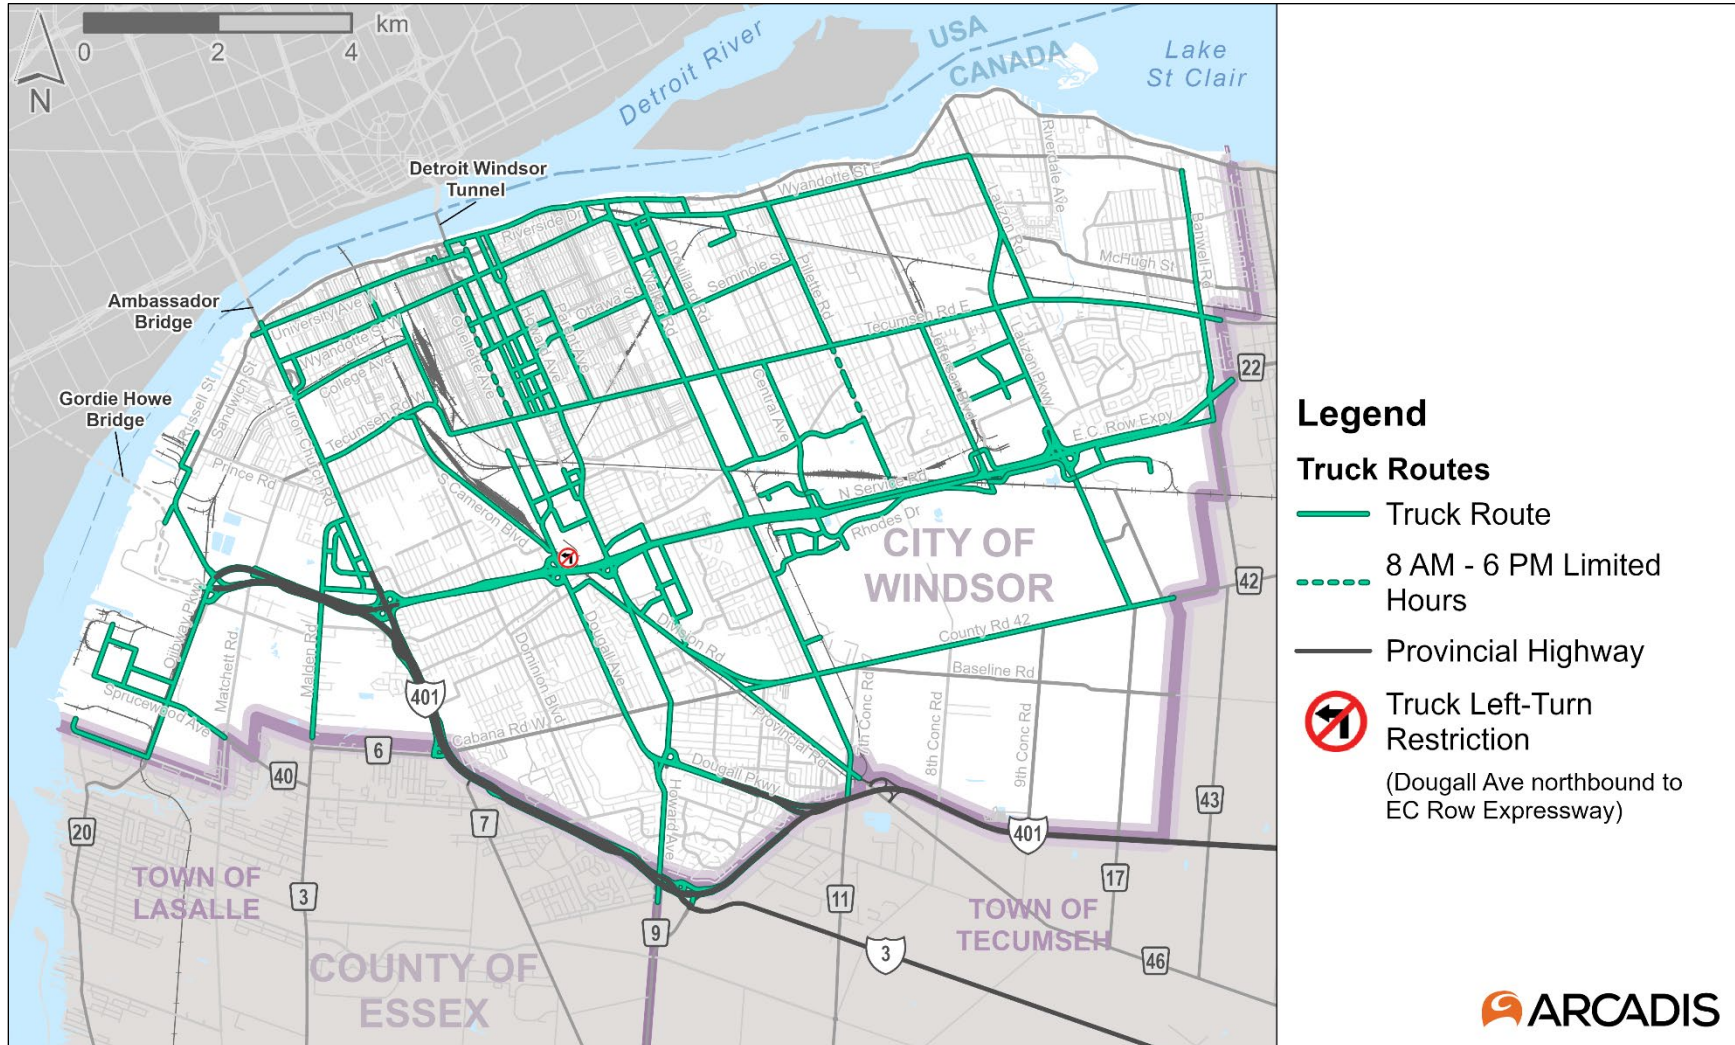 km
0
2
4
N
Detroit River
USA
CANADA
Lake
St Clair
Detroit Windsor
Tunnel
Ambassador
Bridge
Gordie Howe
Bridge
Wyandotte St E
Riverside Dr
Riverdale Ave
Lauzon Rd
Banwell Rd
McHugh St
Drouillard Rd
Walker Rd
Seminole St
Pillette Rd
Ottawa St
Parent Ave
Howard Ave
Ouellette Ave
University Ave W
Wyandotte St W
College Ave
Tecumseh Rd E
Tecumseh Rd W
Jefferson Blvd
Lauzon Pkwy
Central Ave
E.C. Row Expy
N Service Rd
Rhodes Dr
Russell St
Sandwich St
Huron Church Rd
Prince Rd
S Cameron Blvd
CITY OF
WINDSOR
22
42
County Rd 42
Baseline Rd
Division Rd
Dougall Ave
Dominion Blvd
Ojibway Pkwy
Matchett Rd
Malden Rd
Sprucewood Ave
401
Cabana Rd W
Provincial Rd
7th Conc Rd
8th Conc Rd
9th Conc Rd
Dougall Pkwy
Howard Ave
6
40
20
7
3
43
401
17
11
9
46
3
TOWN OF
LASALLE
TOWN OF
TECUMSEH
COUNTY OF
ESSEX
Legend
Truck Routes
Truck Route
8 AM - 6 PM Limited
Hours
Provincial Highway
Truck Left-Turn
Restriction
(Dougall Ave northbound to
EC Row Expressway)
ARCADIS